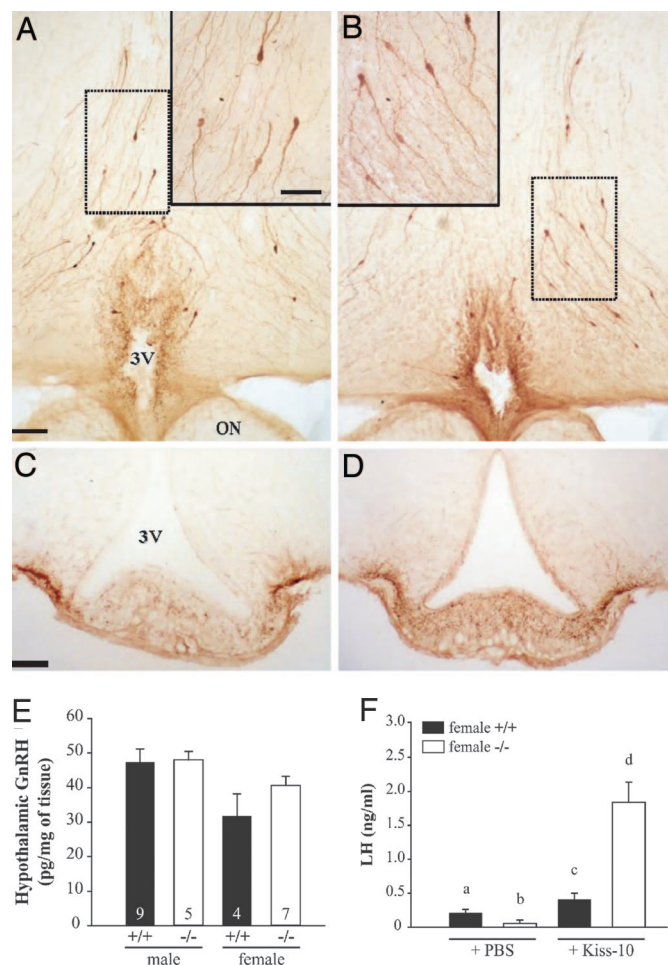 A
B
3V
ON
C
D
3V
E
Hypothalamic GnRH
(pg/mg of tissue)
60
50
40
30
20
10
0
9
5
4
7
+/+
-/-
+/+
-/-
male
female
F
female +/+
female -/-
LH (ng/ml)
3.0
2.5
2.0
1.5
1.0
0.5
0
a
b
c
d
+ PBS
+ Kiss-10